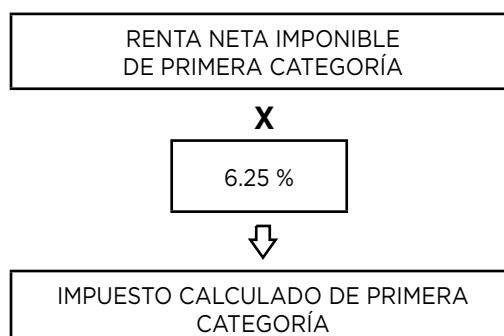 RENTA NETA IMPONIBLE
DE PRIMERA CATEGORÍA
X
6.25 %
IMPUESTO CALCULADO DE PRIMERA
CATEGORÍA